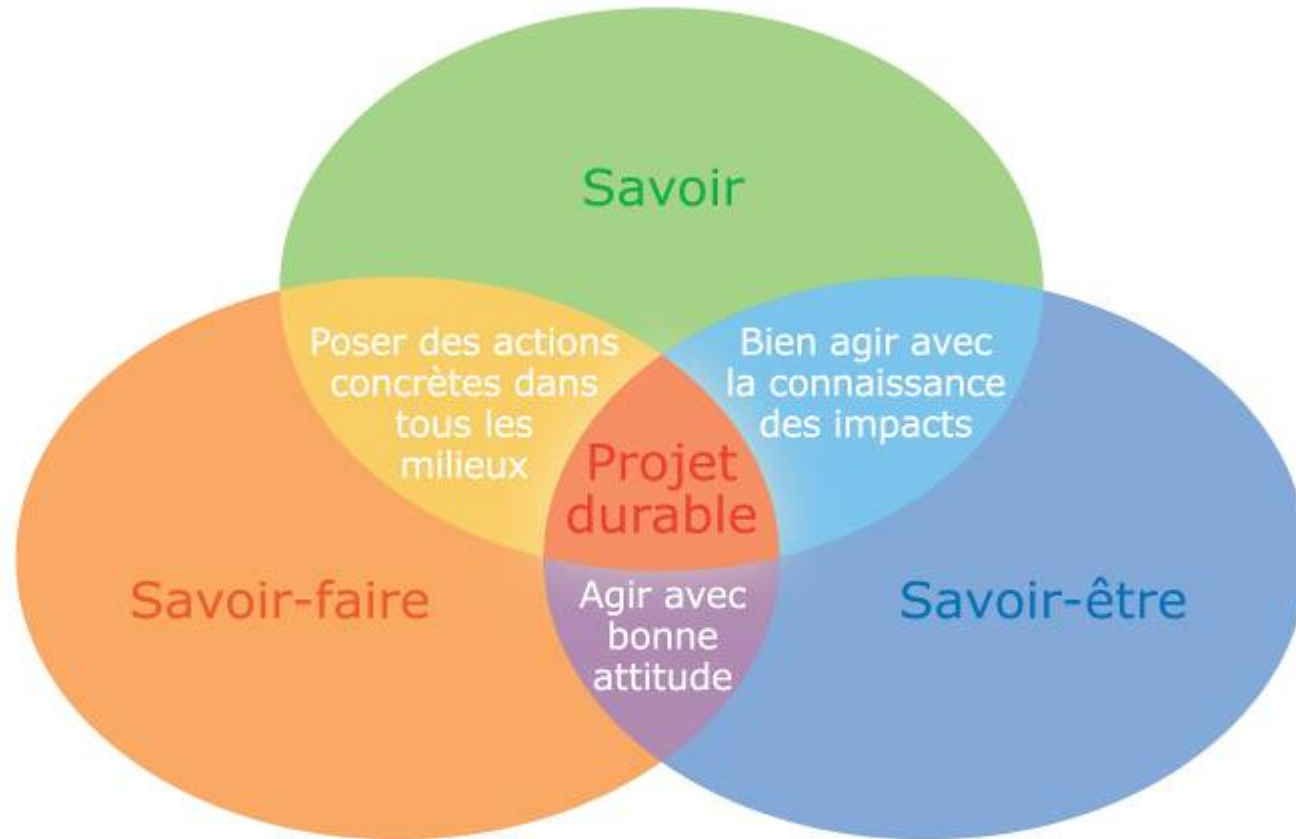 Savoir
Poser des actions
concrètes dans
tous les
milieux
Bien agir avec
la connaissance
des impacts
Projet
durable
Savoir-faire
Agir avec
bonne
attitude
Savoir-être